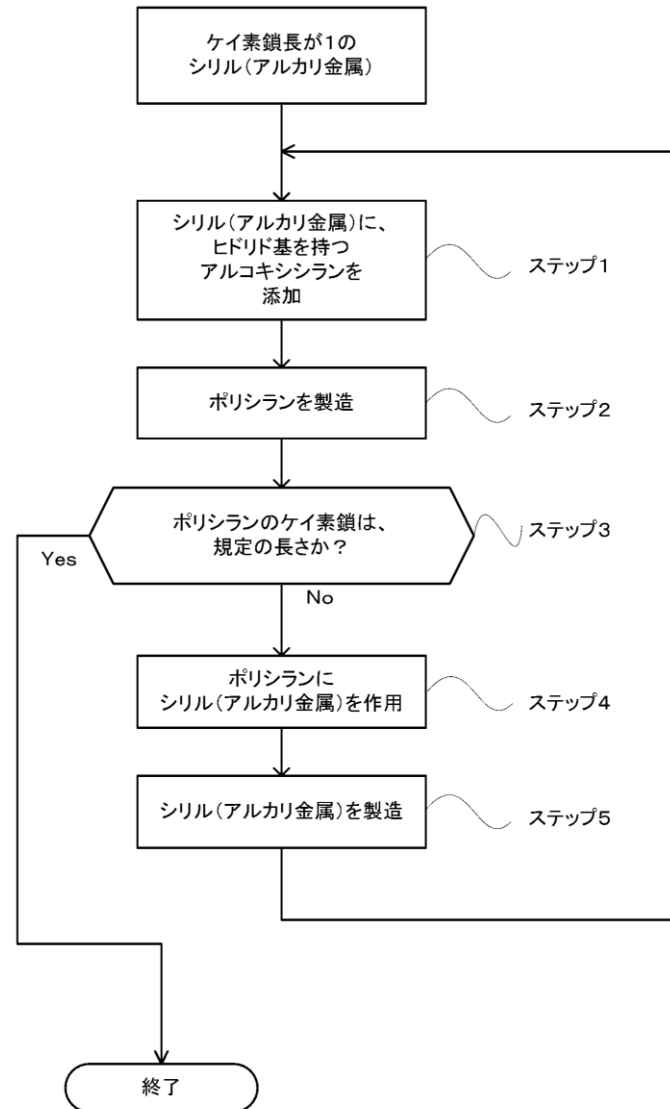 ケイ素鎖長が1の
シリル(アルカリ金属)
シリル(アルカリ金属)に、
ヒドリド基を持つ
アルコキシシランを
添加
ステップ1
ポリシランを製造
ステップ2
ポリシランのケイ素鎖は、
規定の長さか?
ステップ3
Yes
No
ポリシランに
シリル(アルカリ金属)を作用
ステップ4
シリル(アルカリ金属)を製造
ステップ5
終了